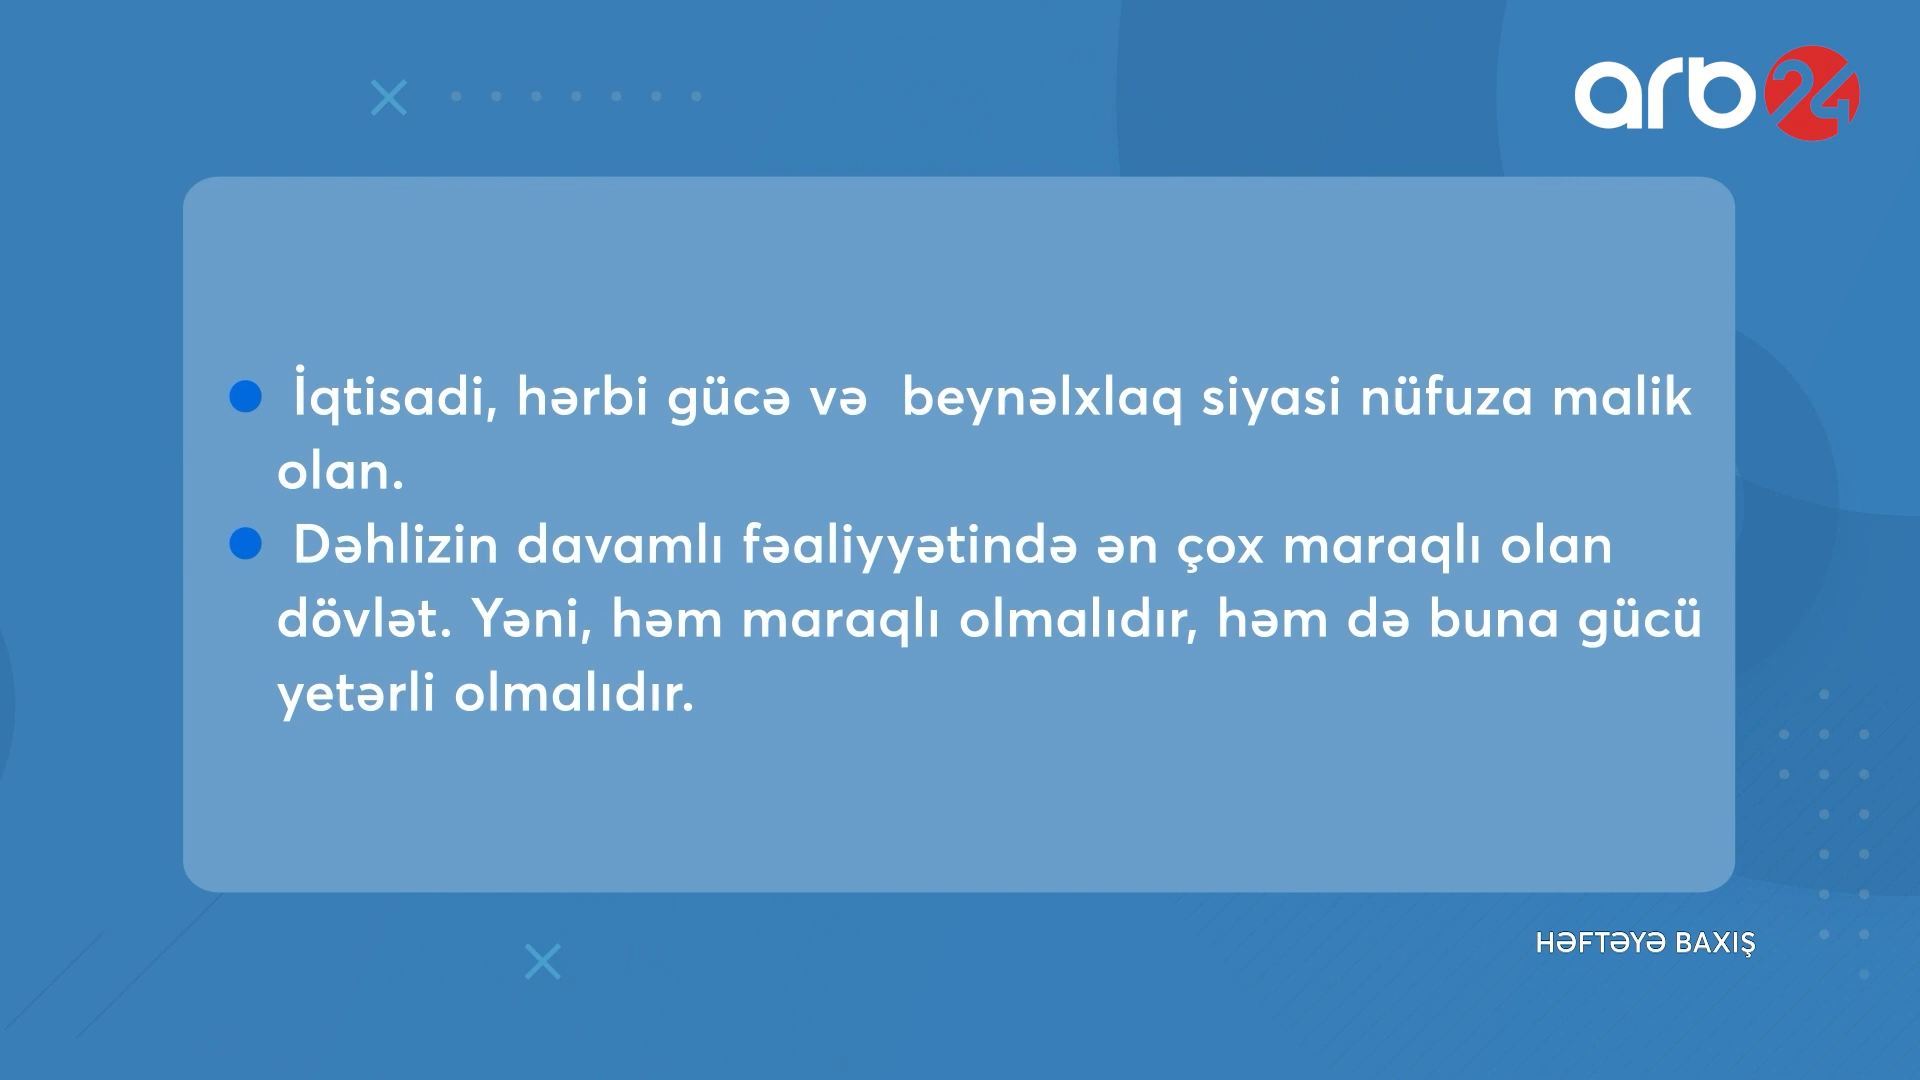 arb24
İqtisadi, hərbi gücə və  beynəlxlaq siyasi nüfuza malik
olan.
Dəhlizin davamlı fəaliyyətində ən çox maraqlı olan
dövlət. Yəni, həm maraqlı olmalıdır, həm də buna gücü
yetərli olmalıdır.
HƏFTƏYƏ BAXIŞ